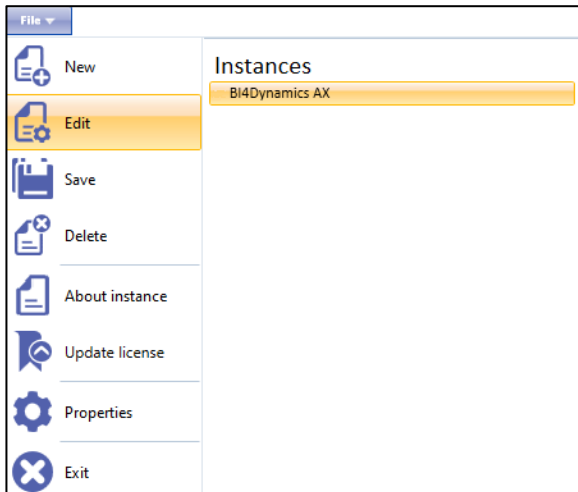 File
New
Edit
Save
Delete
About instance
Update license
Properties
Exit
Instances
BI4Dynamics AX